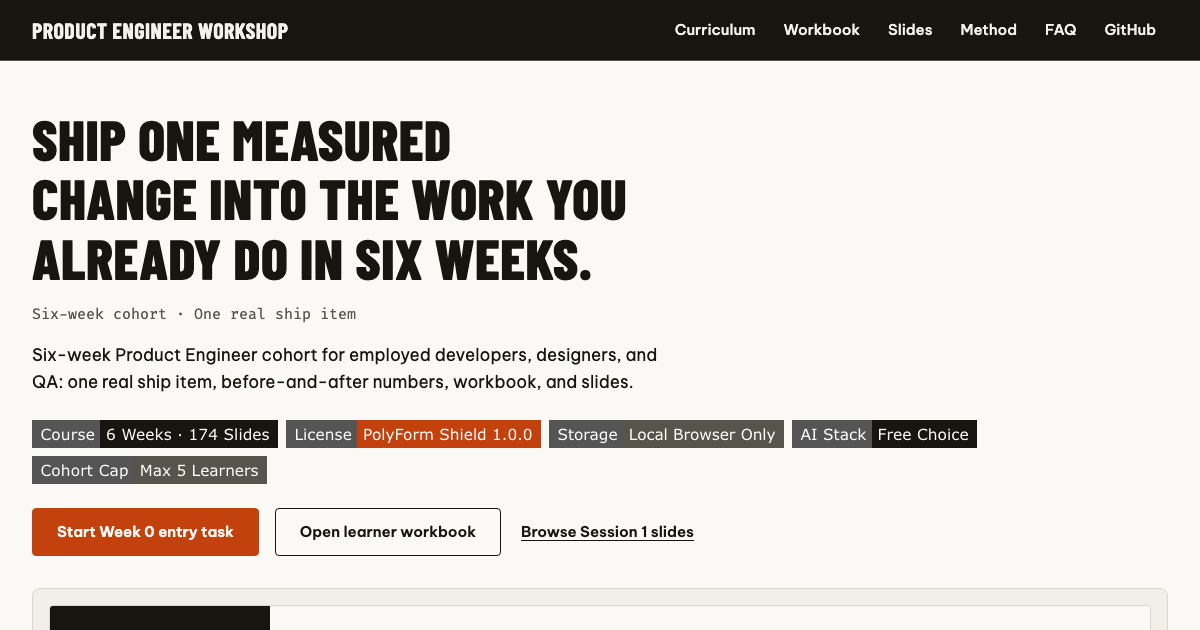 PRODUCT ENGINEER WORKSHOP
Curriculum
Workbook
Slides
Method
FAQ
GitHub
SHIP ONE MEASURED
CHANGE INTO THE WORK YOU
ALREADY DO IN SIX WEEKS.
Six-week cohort · One real ship item
Six-week Product Engineer cohort for employed developers, designers, and
QA: one real ship item, before-and-after numbers, workbook, and slides.
Course 6 Weeks · 174 Slides
License PolyForm Shield 1.0.0
Storage Local Browser Only
AI Stack Free Choice
Cohort Cap Max 5 Learners
Start Week 0 entry task
Open learner workbook
Browse Session 1 slides